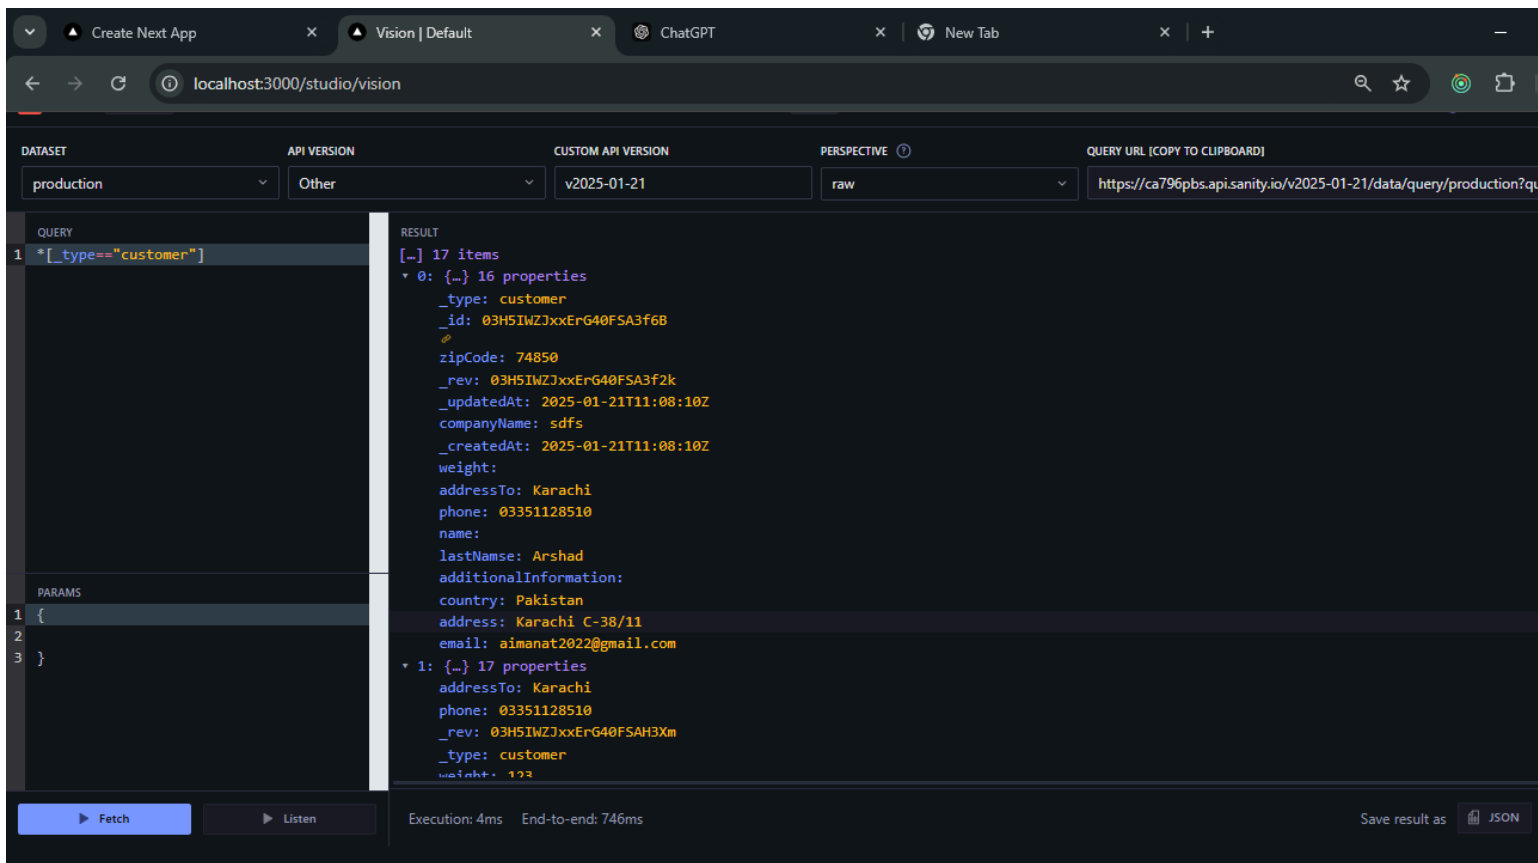 Create Next App
Vision | Default
ChatGPT
New Tab
localhost:3000/studio/vision
DATASET API VERSION CUSTOM API VERSION PERSPECTIVE QUERY URL [COPY TO CLIPBOARD]
production Other v2025-01-21 raw https://ca796pbs.api.sanity.io/v2025-01-21/data/query/production?qu
QUERY
1 *[_type=="customer"]
PARAMS
1 {
2
3 }
RESULT
[…] 17 items
0: {…} 16 properties
_type: customer
_id: 03H5IWZJxxErG40FSA3f6B
zipCode: 74850
_rev: 03H5IWZJxxErG40FSA3f2k
_updatedAt: 2025-01-21T11:08:10Z
companyName: sdfs
_createdAt: 2025-01-21T11:08:10Z
weight:
addressTo: Karachi
phone: 03351128510
name:
lastNamse: Arshad
additionalInformation:
country: Pakistan
address: Karachi C-38/11
email: aimanat2022@gmail.com
1: {…} 17 properties
addressTo: Karachi
phone: 03351128510
_rev: 03H5IWZJxxErG40FSAH3Xm
_type: customer
weight: 123
Fetch Listen Execution: 4ms End-to-end: 746ms Save result as JSON